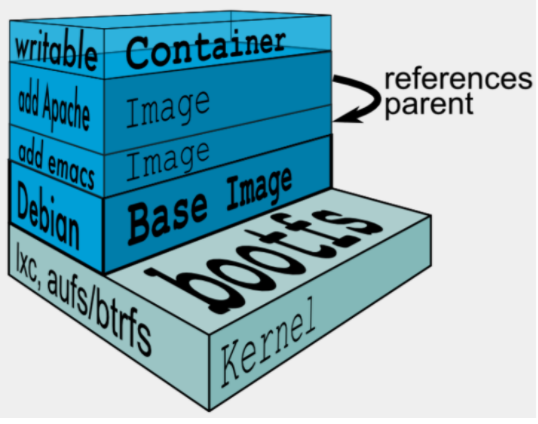 writable Container
add Apache Image
references
parent
add emacs Image
Debian Base Image
bootfs
lxc, aufs/btrfs
Kernel